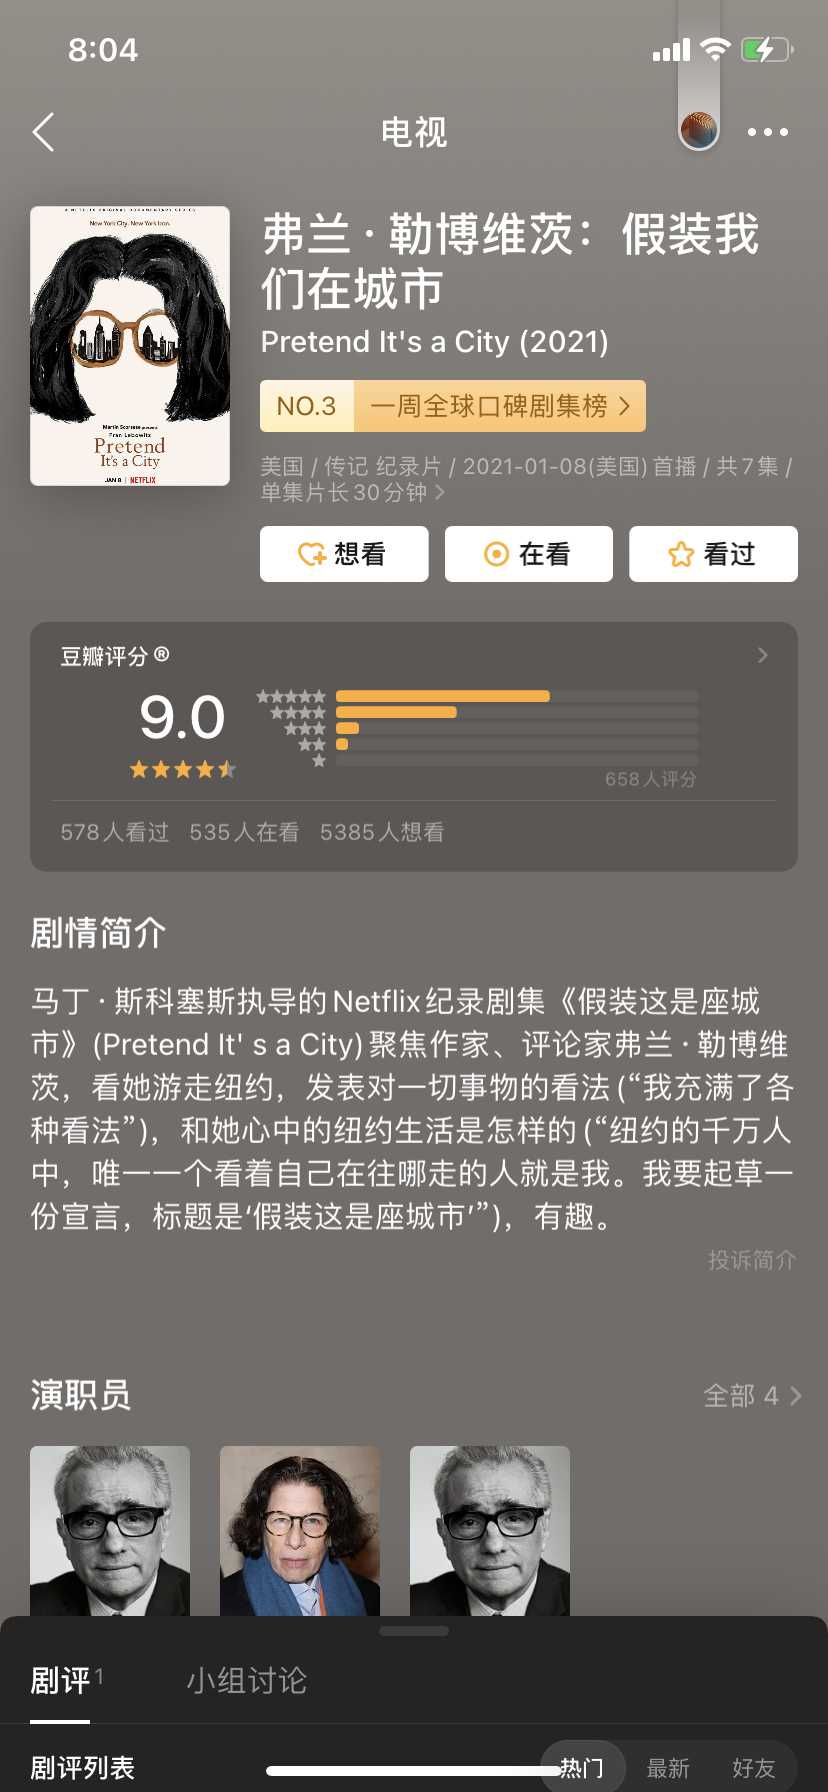 8:04
电视
A NETFLIX ORIGINAL DOCUMENTARY SERIES
New York City. New York Icon.
Martin Scorsese presents
Fran Lebowitz
Pretend
It's a City
JAN 8 | NETFLIX
弗兰·勒博维茨：假装我
们在城市
Pretend It's a City (2021)
NO.3 一周全球口碑剧集榜
美国 / 传记 纪录片 / 2021-01-08(美国) 首播 / 共 7 集 /
单集片长 30 分钟
想看 在看 看过
豆瓣评分®
9.0
658人评分
578人看过 535人在看 5385人想看
剧情简介
马丁·斯科塞斯执导的Netflix纪录剧集《假装这是座城
市》(Pretend It' s a City)聚焦作家、评论家弗兰·勒博维
茨，看她游走纽约，发表对一切事物的看法(“我充满了各
种看法”)，和她心中的纽约生活是怎样的(“纽约的千万人
中，唯一一个看着自己在往哪走的人就是我。我要起草一
份宣言，标题是‘假装这是座城市’”)，有趣。
投诉简介
演职员 全部 4
剧评 1 小组讨论
剧评列表 热门 最新 好友